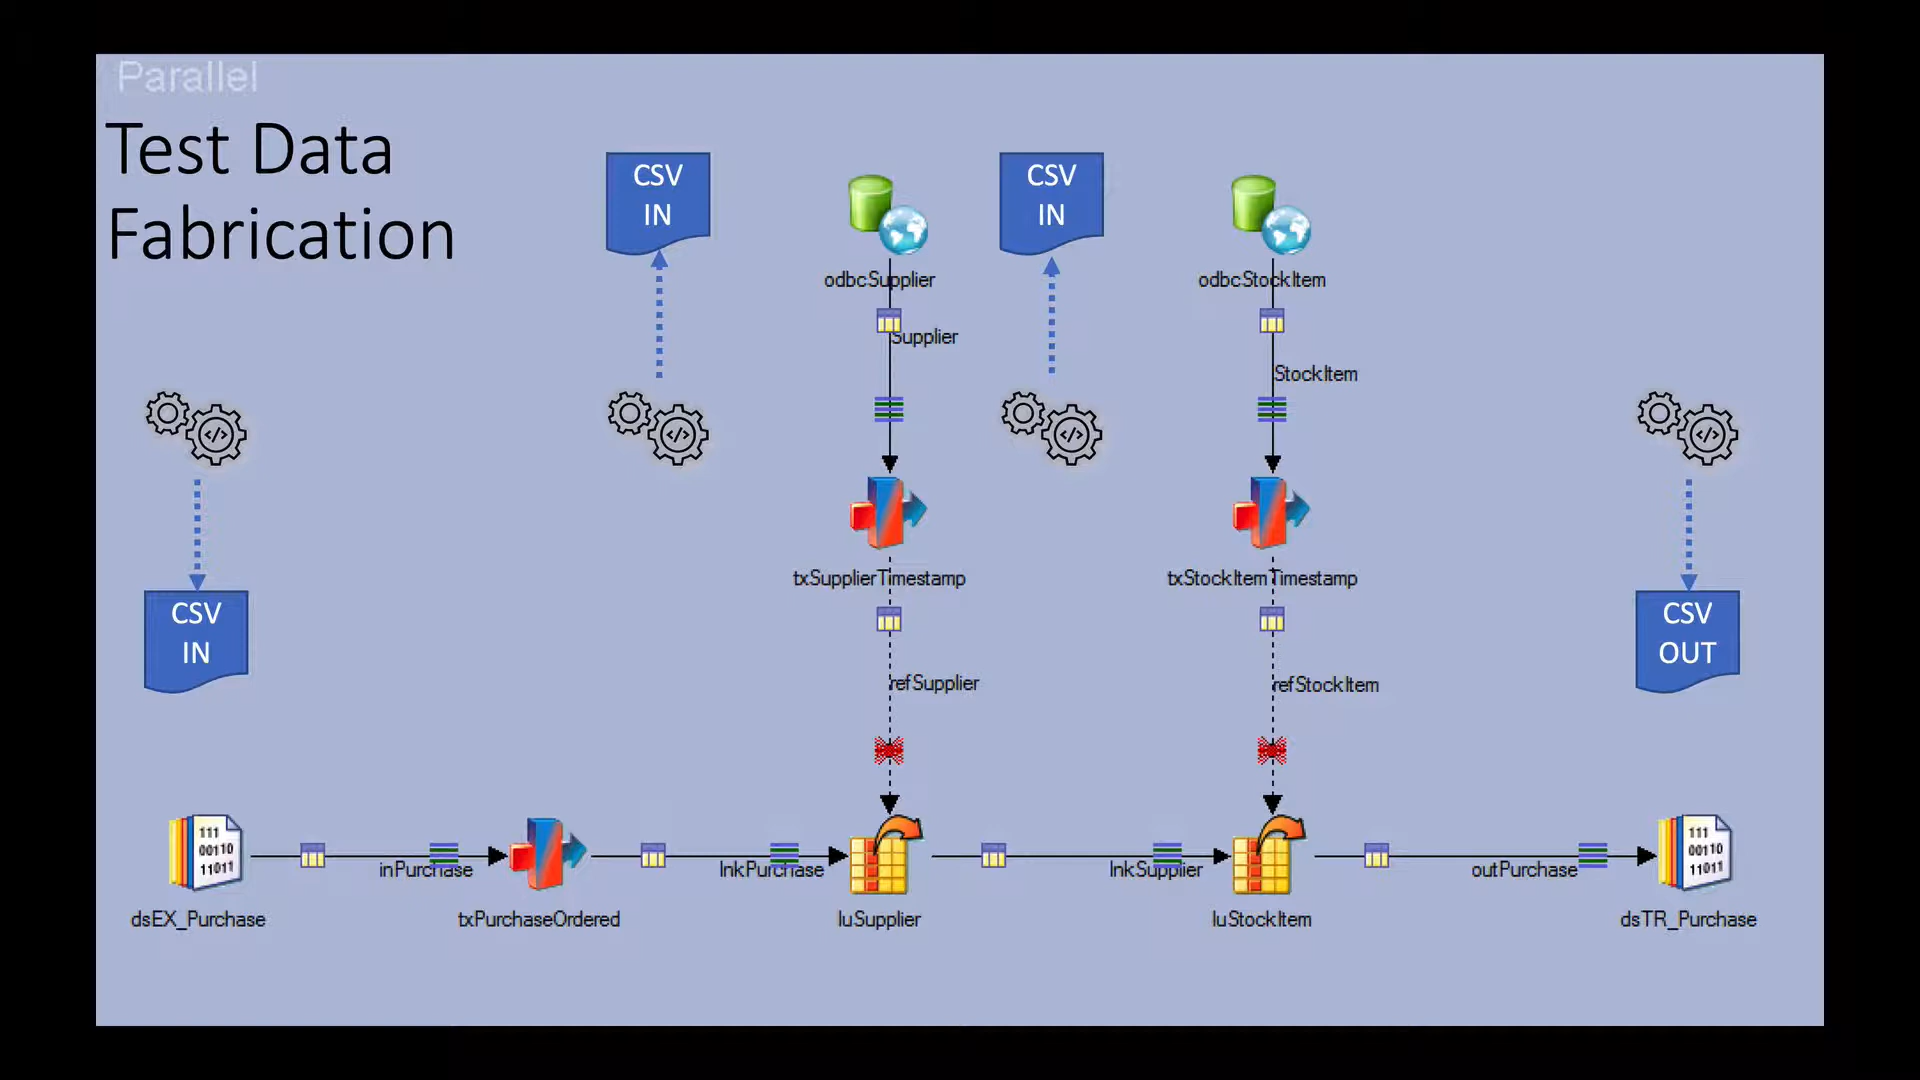 Parallel
Test Data
Fabrication
CSV
IN
CSV
IN
odbcSupplier
odbcStockItem
Supplier
StockItem
</>
</>
</>
</>
txSupplierTimestamp
txStockItemTimestamp
CSV
IN
CSV
OUT
refSupplier
refStockItem
111
00110
11011
111
00110
11011
inPurchase
lnkPurchase
lnkSupplier
outPurchase
dsEX_Purchase
txPurchaseOrdered
luSupplier
luStockItem
dsTR_Purchase